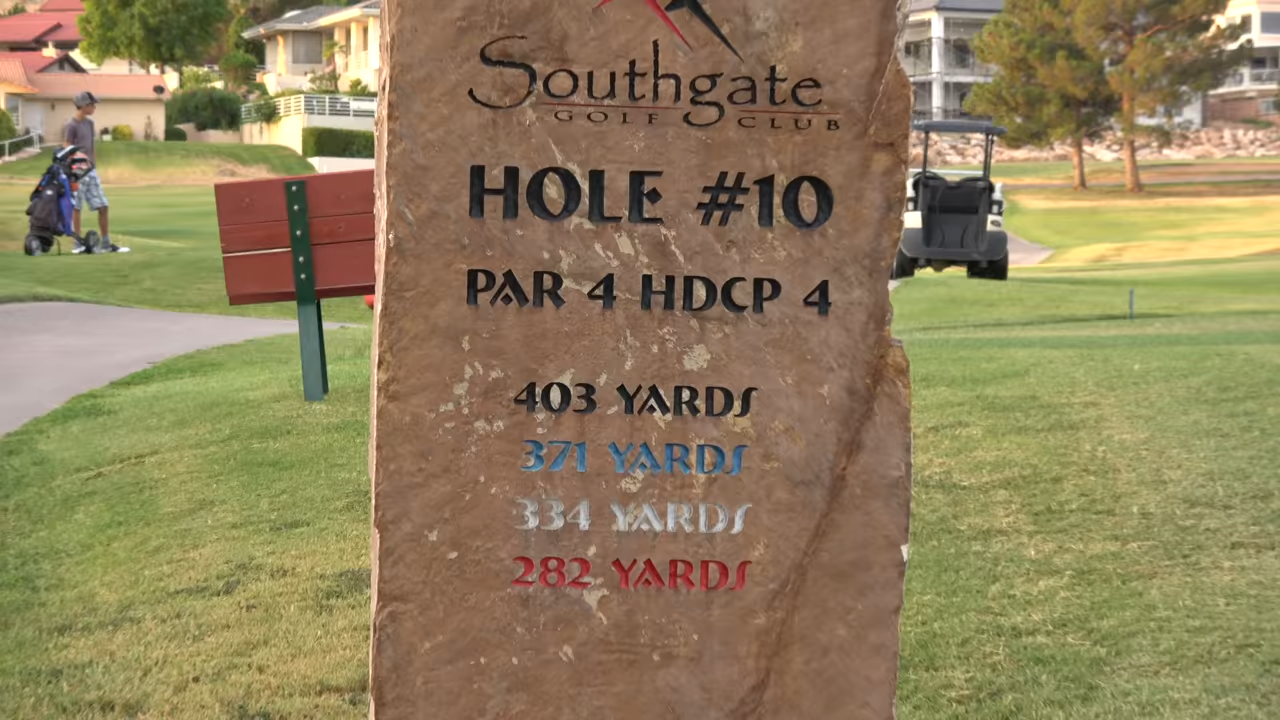 Southgate
GOLF CLUB
HOLE #10
PAR 4 HDCP 4
403 YARDS
371 YARDS
334 YARDS
282 YARDS